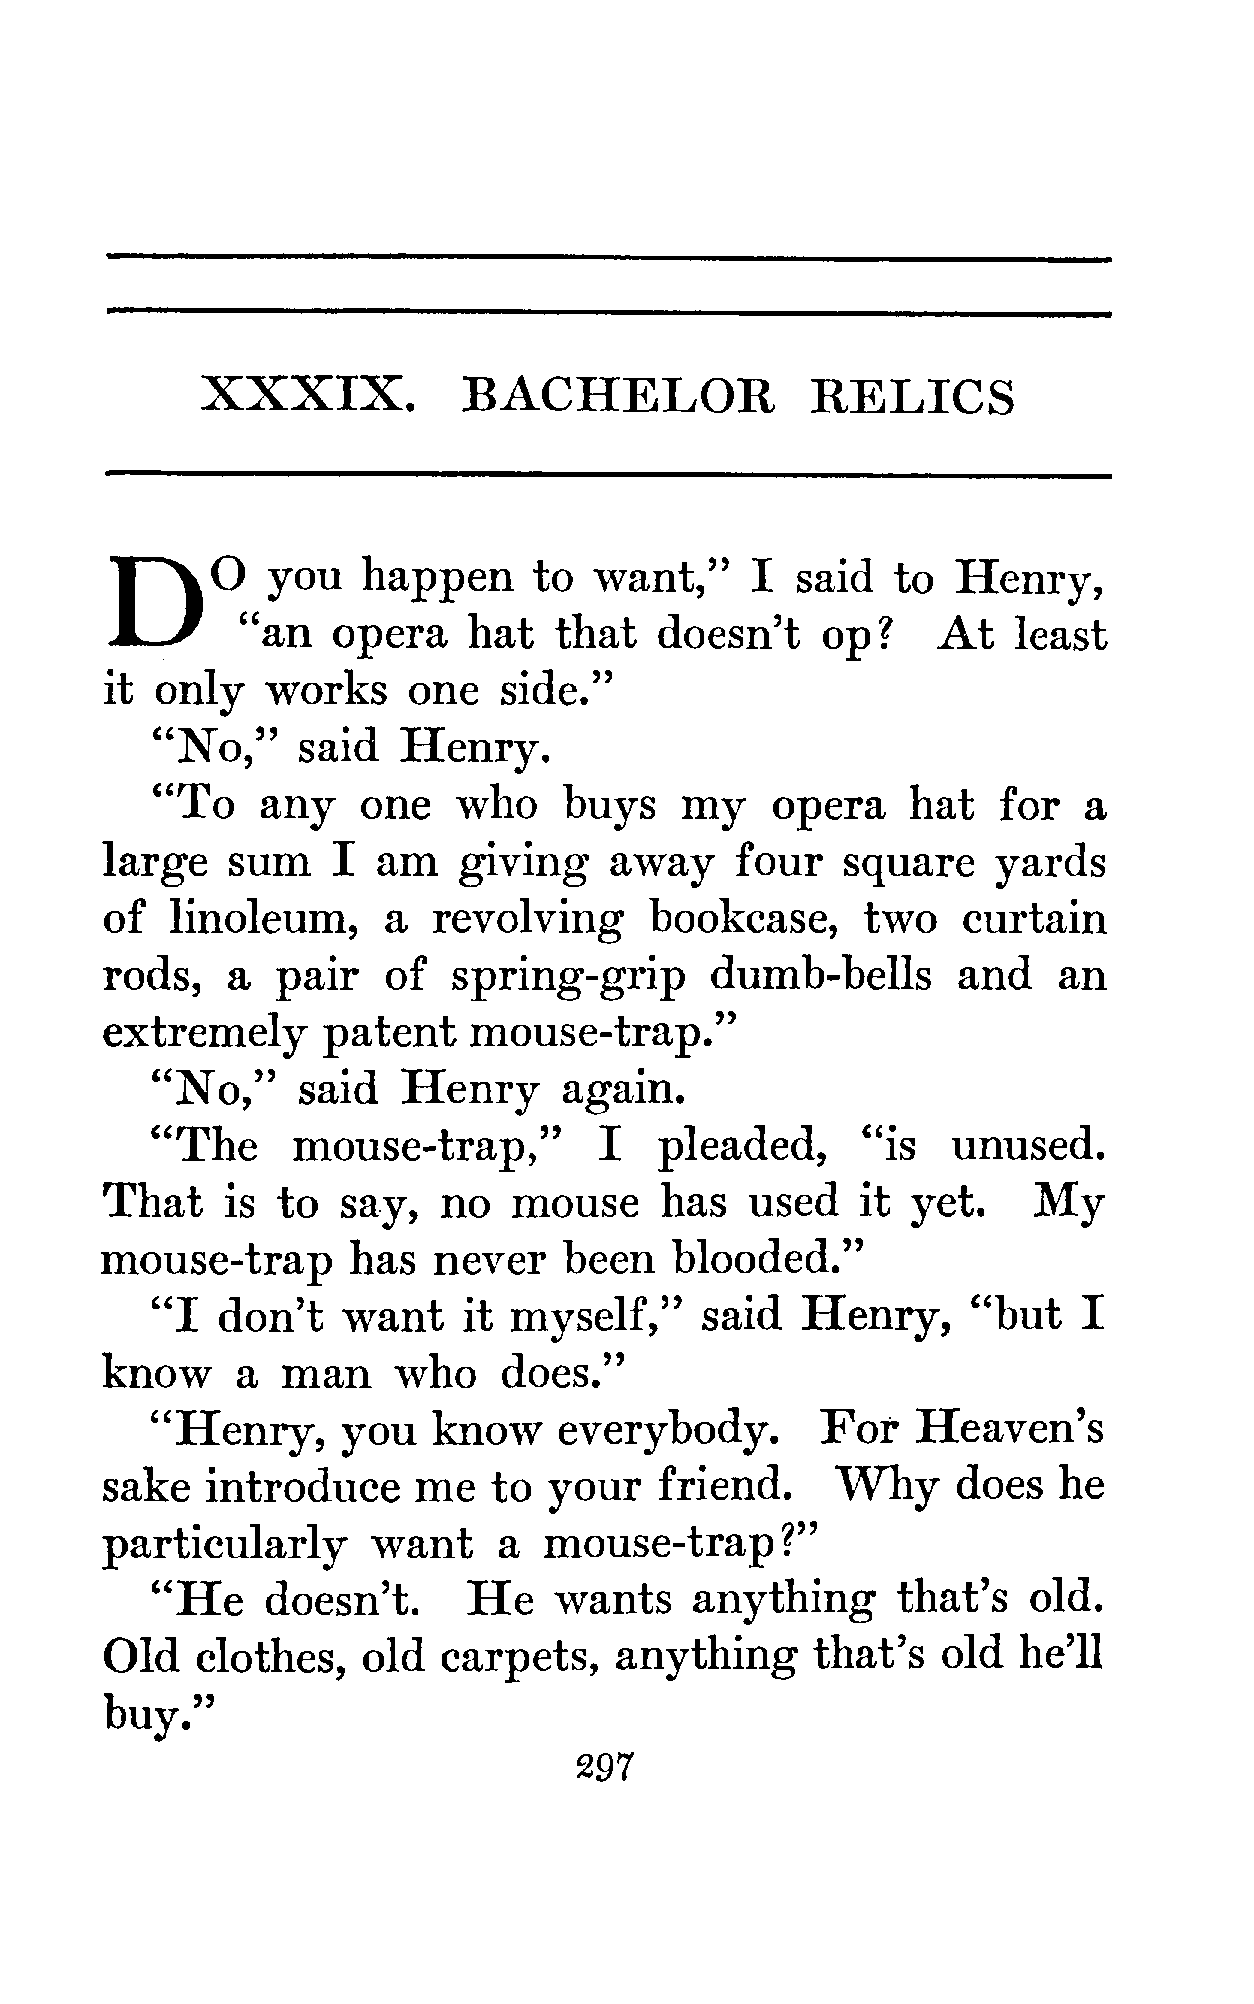 XXXIX. BACHELOR RELICS
DO you happen to want,” I said to Henry,
“an opera hat that doesn't op? At least
it only works one side.”
“No,” said Henry.
“To any one who buys my opera hat for a
large sum I am giving away four square yards
of linoleum, a revolving bookcase, two curtain
rods, a pair of spring-grip dumb-bells and an
extremely patent mouse-trap.”
“No,” said Henry again.
“The mouse-trap,” I pleaded, “is unused.
That is to say, no mouse has used it yet. My
mouse-trap has never been blooded.”
“I don't want it myself,” said Henry, “but I
know a man who does.”
“Henry, you know everybody. For Heaven's
sake introduce me to your friend. Why does he
particularly want a mouse-trap?”
“He doesn't. He wants anything that's old.
Old clothes, old carpets, anything that's old he'll
buy.”
297